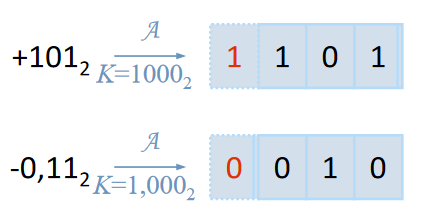 +101₂ 𝒜 K=1000₂ 1 1 0 1
-0,11₂ 𝒜 K=1,000₂ 0 0 1 0